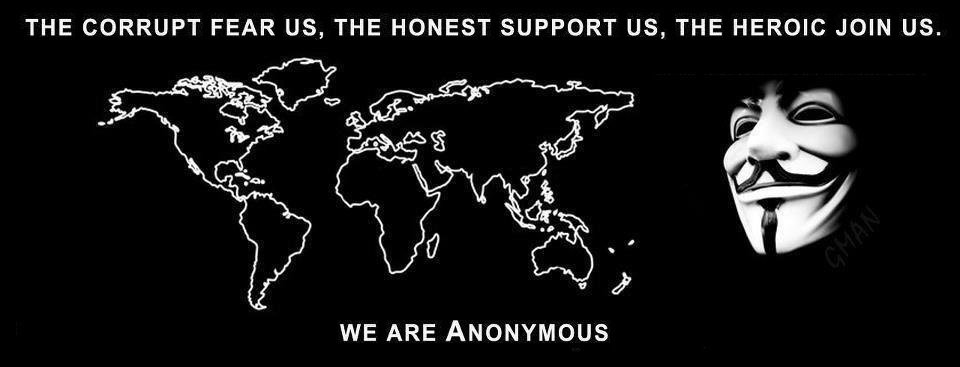 THE CORRUPT FEAR US, THE HONEST SUPPORT US, THE HEROIC JOIN US.
GMAN
WE ARE ANONYMOUS